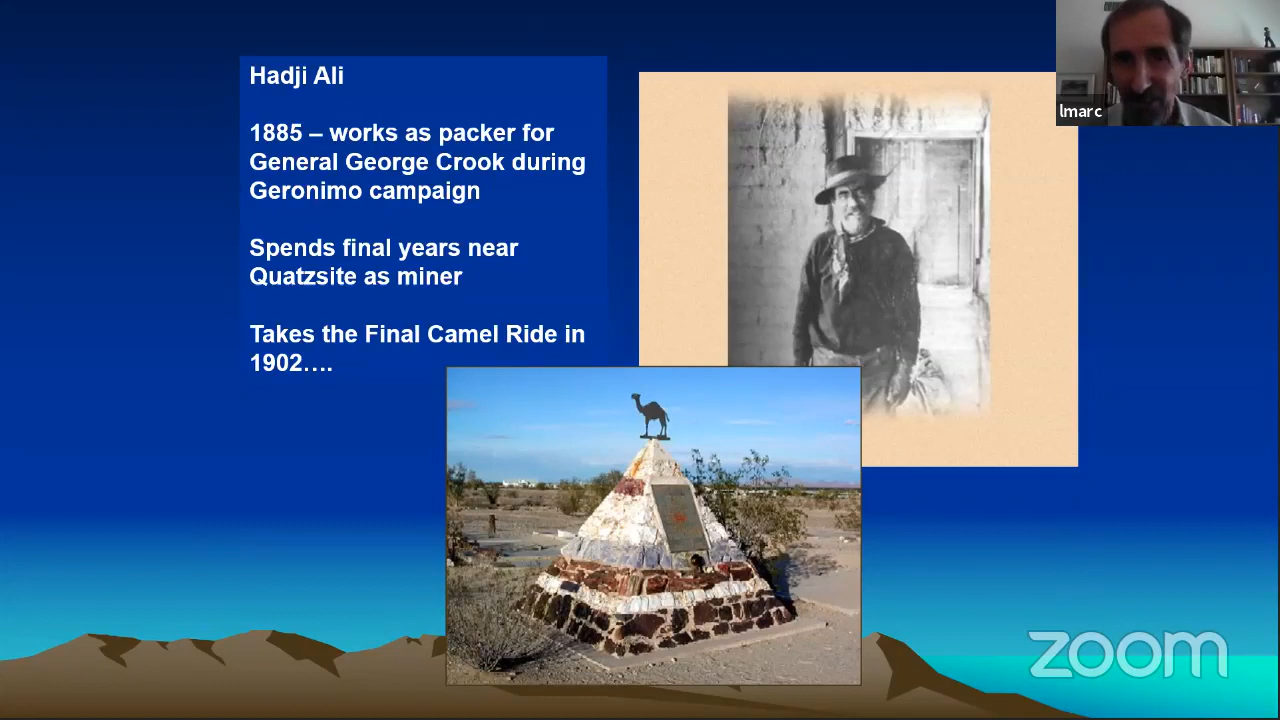 Hadji Ali
1885 – works as packer for
General George Crook during
Geronimo campaign
Spends final years near
Quatzsite as miner
Takes the Final Camel Ride in
1902….
lmarc
zoom